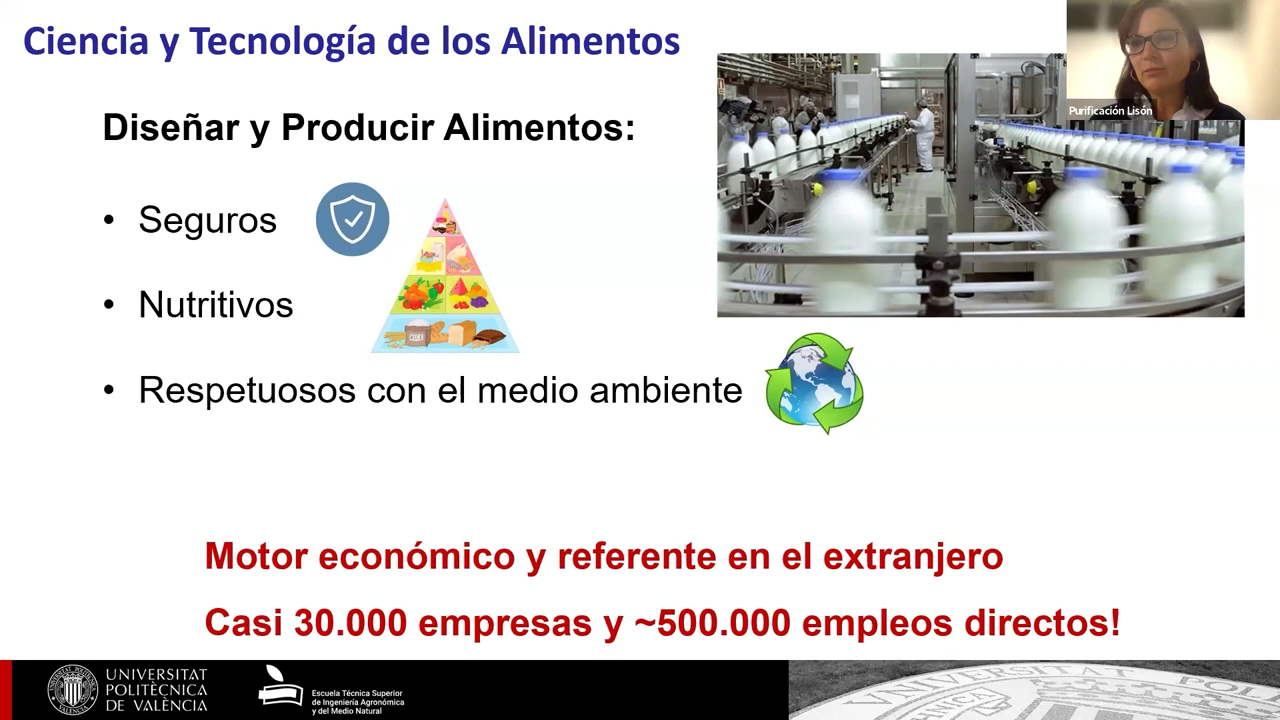 Ciencia y Tecnología de los Alimentos
Purificación Lisón
Diseñar y Producir Alimentos:
• Seguros
• Nutritivos
• Respetuosos con el medio ambiente
Motor económico y referente en el extranjero
Casi 30.000 empresas y ~500.000 empleos directos!
UNIVERSITAT
POLITÈCNICA
DE VALÈNCIA
Escuela Técnica Superior
de Ingeniería Agronómica
y del Medio Natural